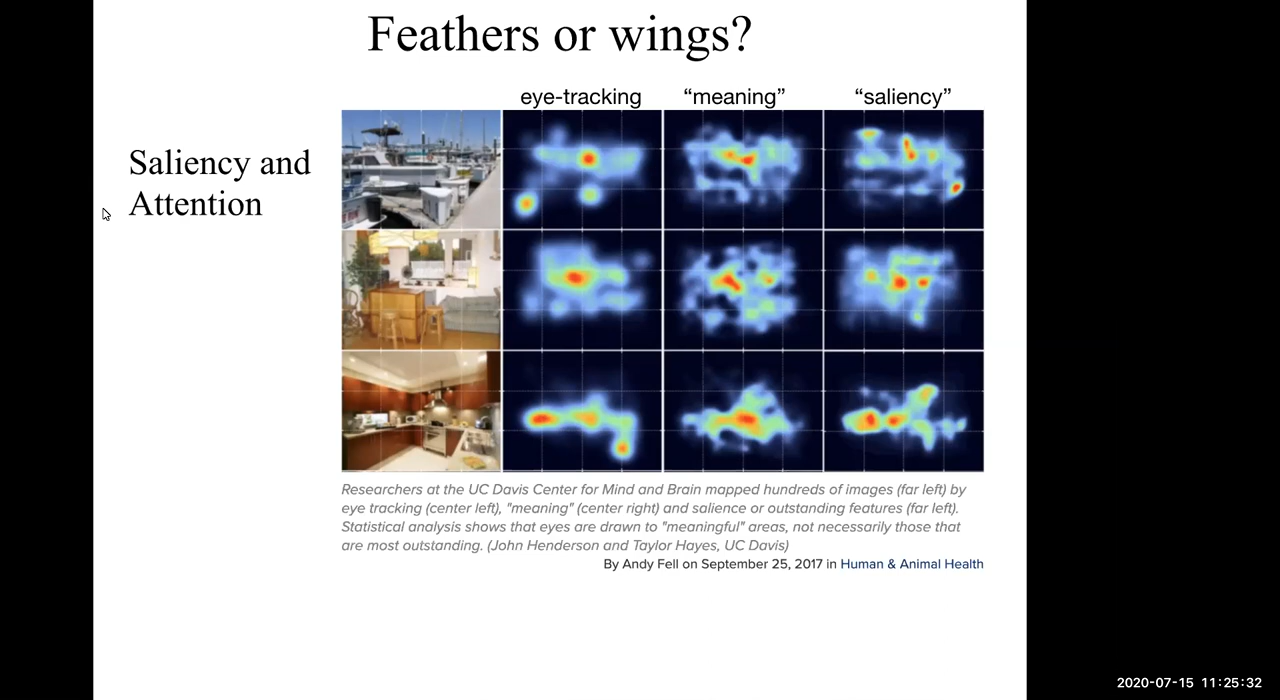 Feathers or wings?
eye-tracking “meaning” “saliency”
Saliency and
Attention
Researchers at the UC Davis Center for Mind and Brain mapped hundreds of images (far left) by
eye tracking (center left), "meaning" (center right) and salience or outstanding features (far left).
Statistical analysis shows that eyes are drawn to "meaningful" areas, not necessarily those that
are most outstanding. (John Henderson and Taylor Hayes, UC Davis)
By Andy Fell on September 25, 2017 in Human & Animal Health
2020-07-15 11:25:32